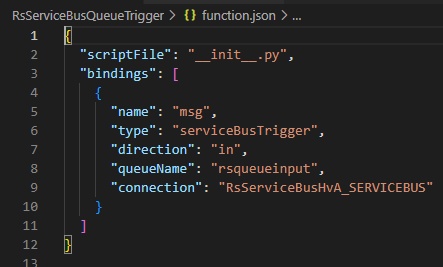 RsServiceBusQueueTrigger > {} function.json > ...
1 {
2   "scriptFile": "__init__.py",
3   "bindings": [
4     {
5       "name": "msg",
6       "type": "serviceBusTrigger",
7       "direction": "in",
8       "queueName": "rsqueueinput",
9       "connection": "RsServiceBusHvA_SERVICEBUS"
10     }
11   ]
12 }